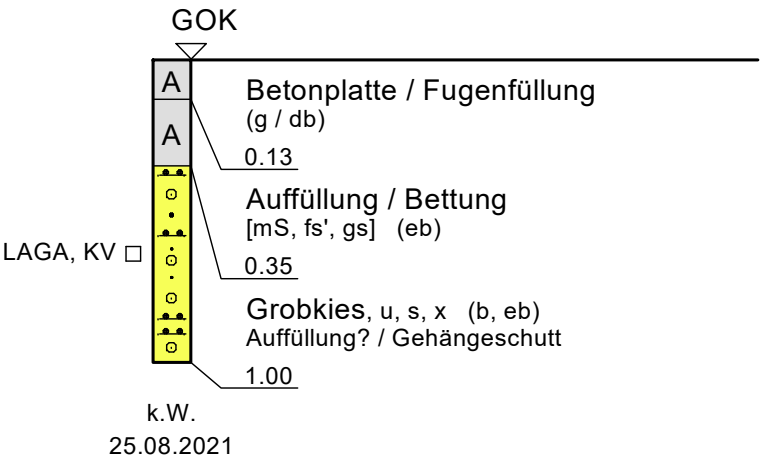 GOK
A
Betonplatte / Fugenfüllung
(g / db)
0.13
A
Auffüllung / Bettung
[mS, fs', gs] (eb)
0.35
LAGA, KV
Grobkies, u, s, x (b, eb)
Auffüllung? / Gehängeschutt
1.00
k.W.
25.08.2021